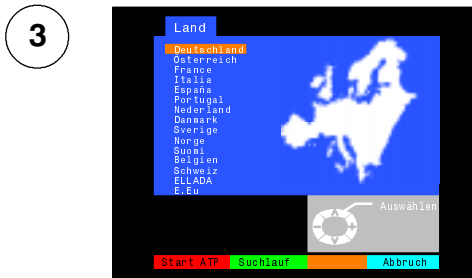 3
Land
Deutschland
Österreich
France
Italia
España
Portugal
Nederland
Danmark
Sverige
Norge
Suomi
Belgien
Schweiz
ELLADA
E.Eu
Auswählen
Start ATP Suchlauf Abbruch